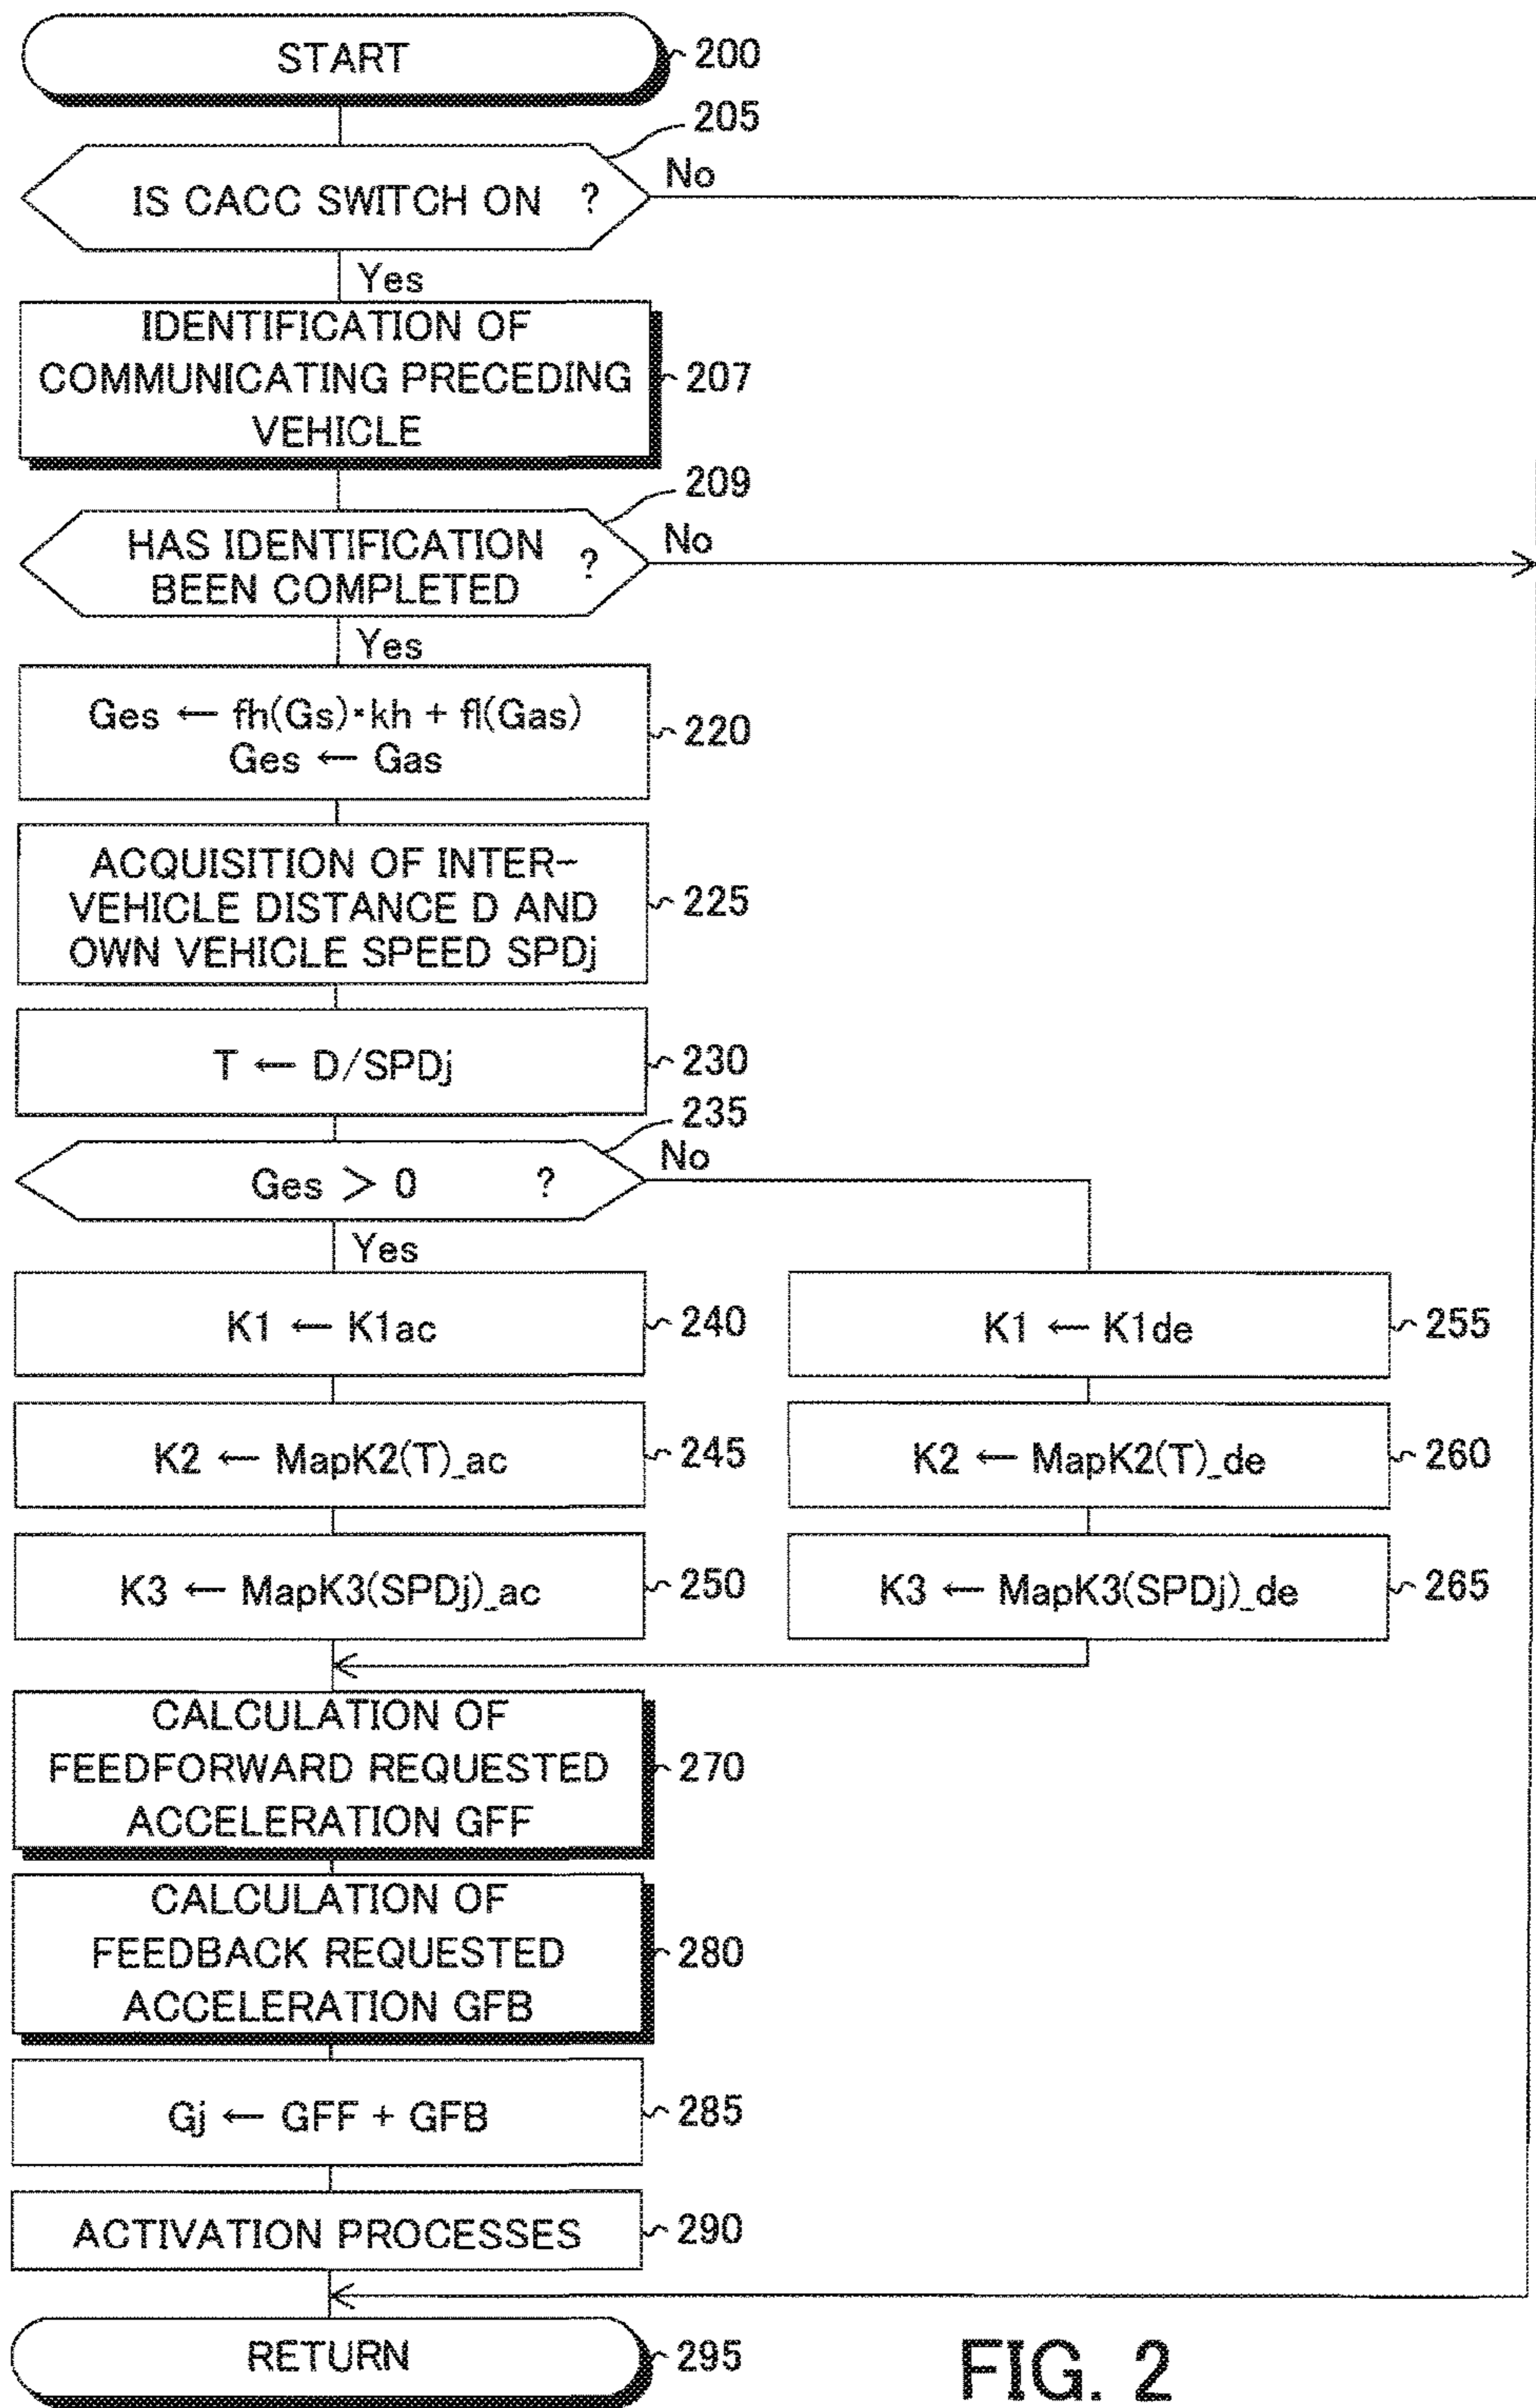 START
200
205
IS CACC SWITCH ON ?
No
Yes
IDENTIFICATION OF
COMMUNICATING PRECEDING
VEHICLE
207
209
HAS IDENTIFICATION
BEEN COMPLETED ?
No
Yes
Ges ← fh(Gs)·kh + fl(Gas)
Ges ← Gas
220
ACQUISITION OF INTER-
VEHICLE DISTANCE D AND
OWN VEHICLE SPEED SPDj
225
T ← D/SPDj
230
235
Ges > 0 ?
No
Yes
K1 ← K1ac
240
K1 ← K1de
255
K2 ← MapK2(T)_ac
245
K2 ← MapK2(T)_de
260
K3 ← MapK3(SPDj)_ac
250
K3 ← MapK3(SPDj)_de
265
CALCULATION OF
FEEDFORWARD REQUESTED
ACCELERATION GFF
270
CALCULATION OF
FEEDBACK REQUESTED
ACCELERATION GFB
280
Gj ← GFF + GFB
285
ACTIVATION PROCESSES
290
RETURN
295
FIG. 2